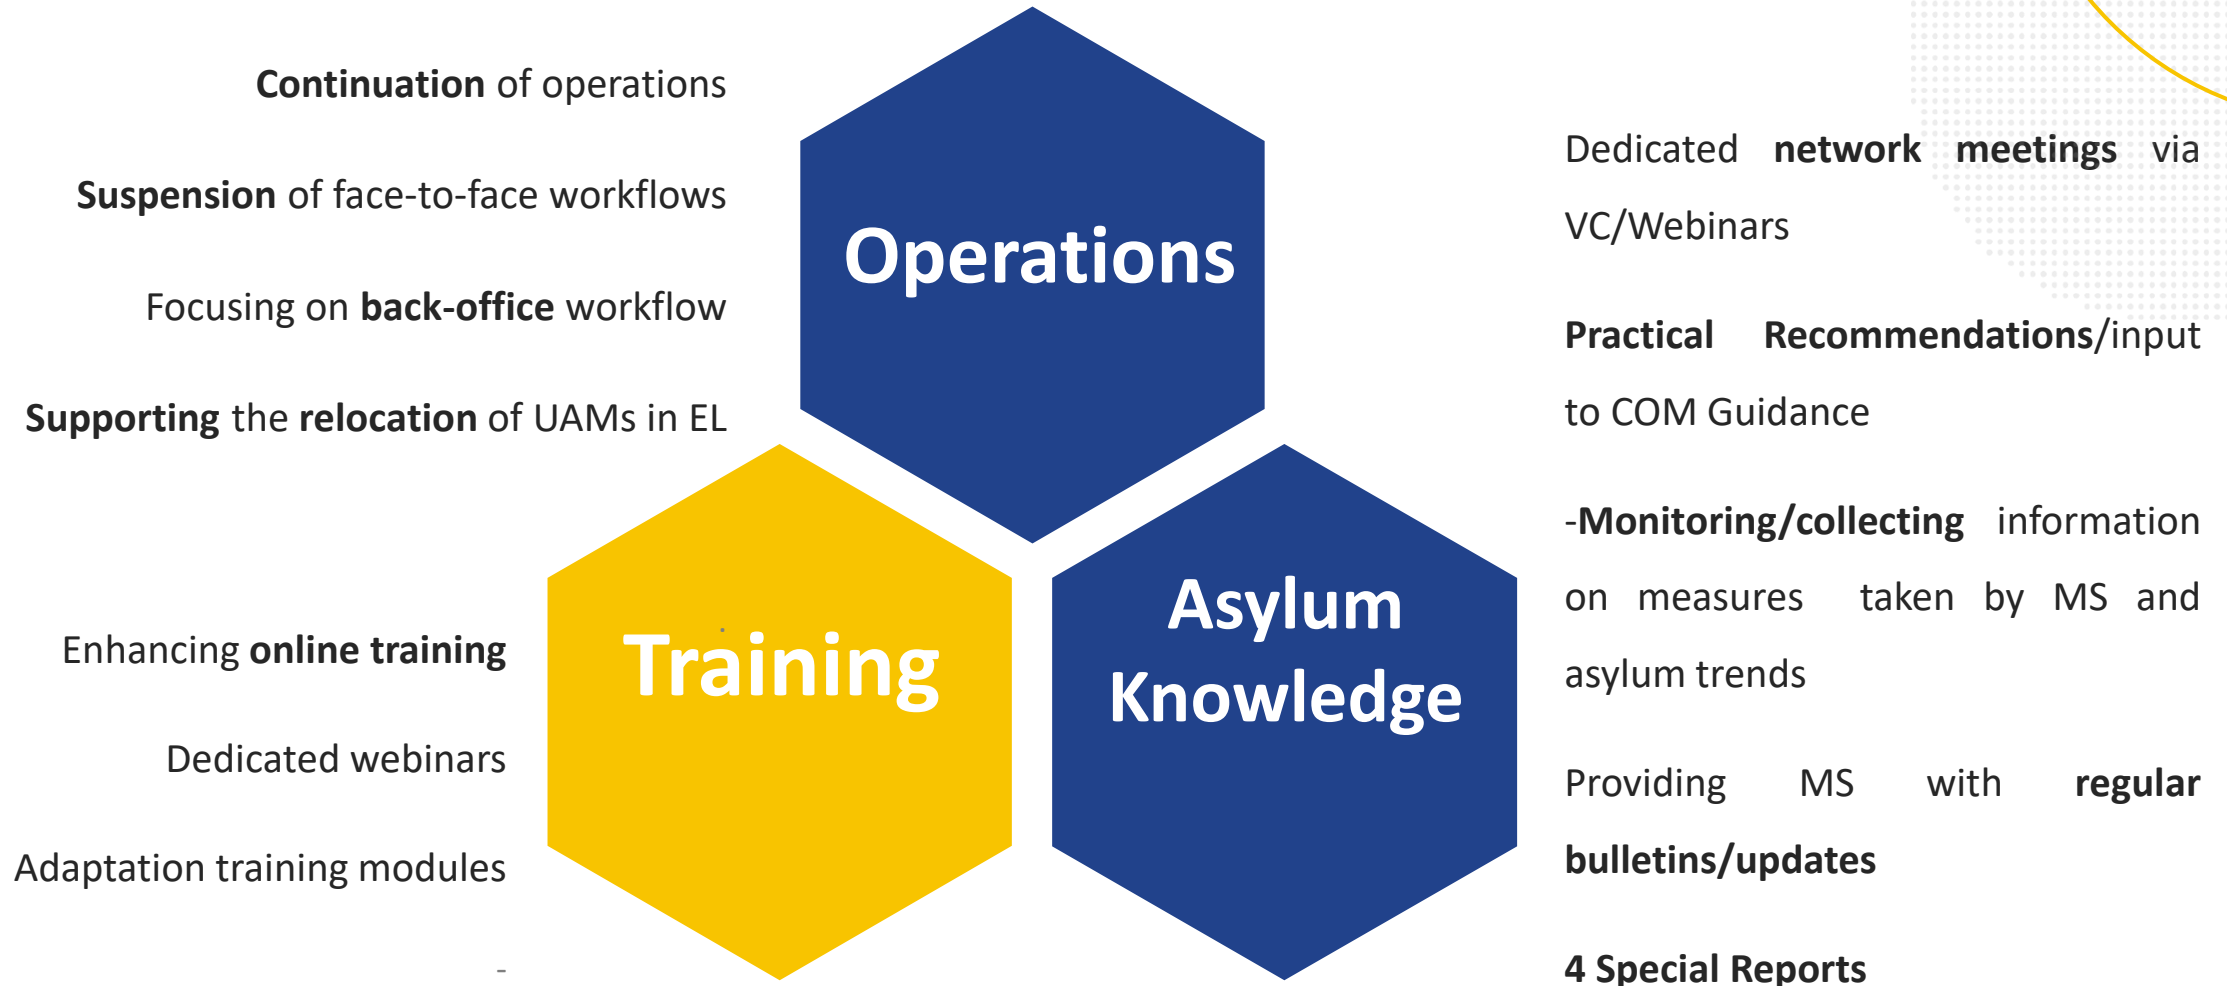 Continuation of operations
Suspension of face-to-face workflows
Focusing on back-office workflow
Supporting the relocation of UAMs in EL
Operations
Enhancing online training
Dedicated webinars
Adaptation training modules
-
Training
.
Asylum
Knowledge
Dedicated network meetings via
VC/Webinars
Practical Recommendations/input
to COM Guidance
-Monitoring/collecting information
on measures taken by MS and
asylum trends
Providing MS with regular
bulletins/updates
4 Special Reports